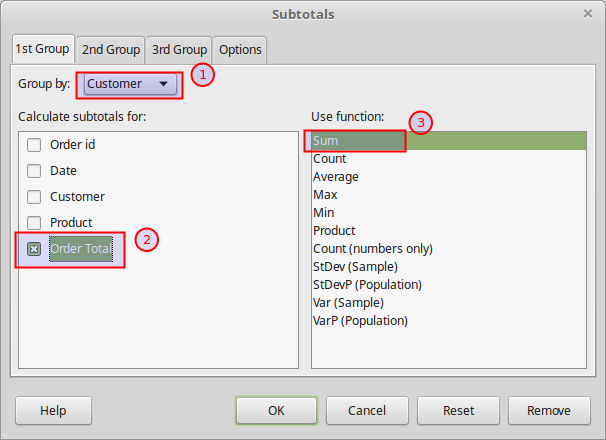 Subtotals
1st Group 2nd Group 3rd Group Options
Group by: Customer 1
Calculate subtotals for: Use function: 3
Order id
Date
Customer
Product
Order Total 2
Sum
Count
Average
Max
Min
Product
Count (numbers only)
StDev (Sample)
StDevP (Population)
Var (Sample)
VarP (Population)
Help OK Cancel Reset Remove